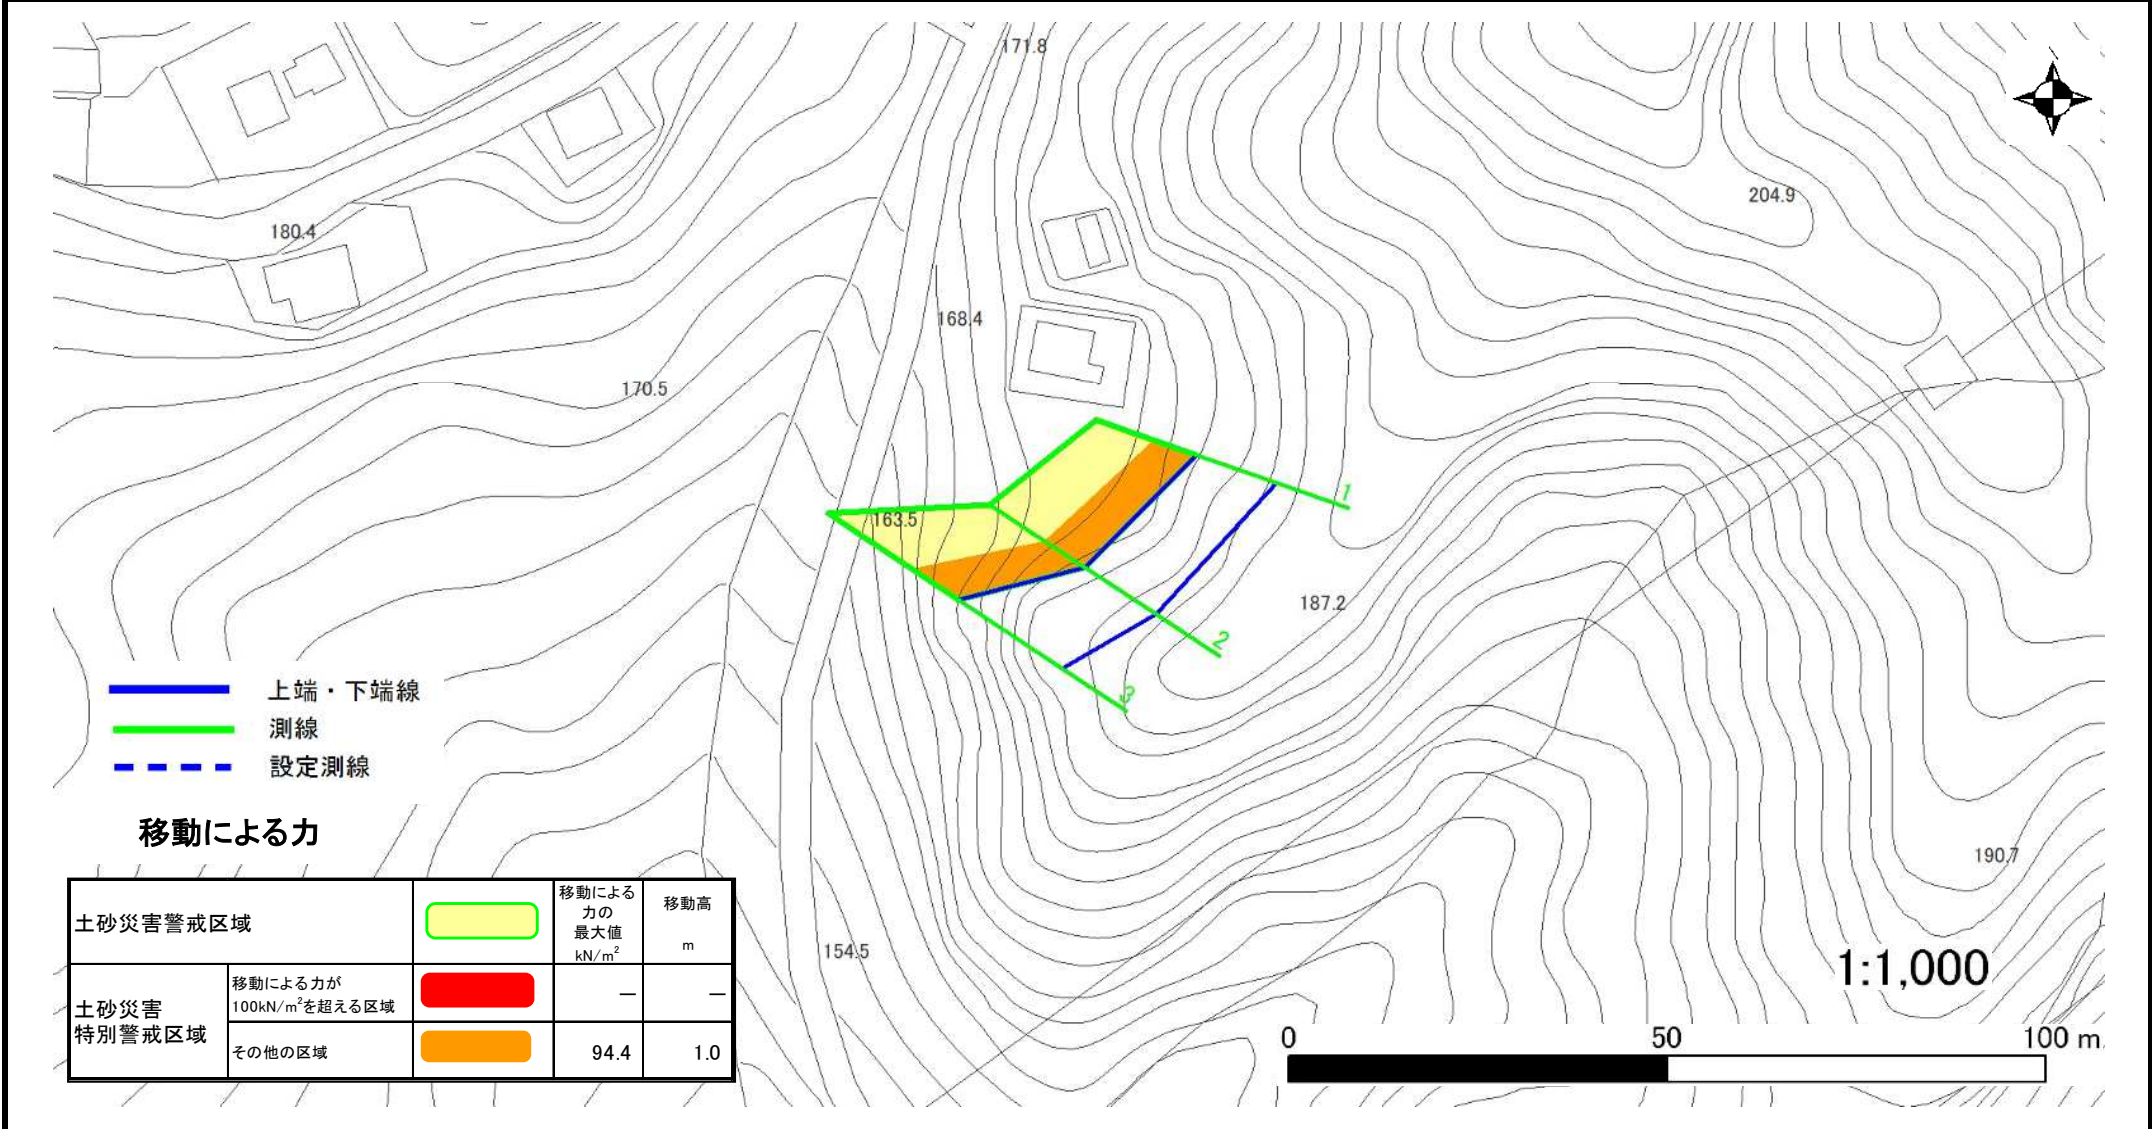 171.8
204.9
180.4
168.4
170.5
1
163.5
187.2
2
3
上端・下端線
測線
設定測線
移動による力
190.7
154.5
土砂災害警戒区域
移動による
力の
最大値
kN/m²
移動高
m
土砂災害
特別警戒区域
移動による力が
100kN/m²を超える区域
— —
その他の区域
94.4 1.0
1:1,000
0 50 100 m